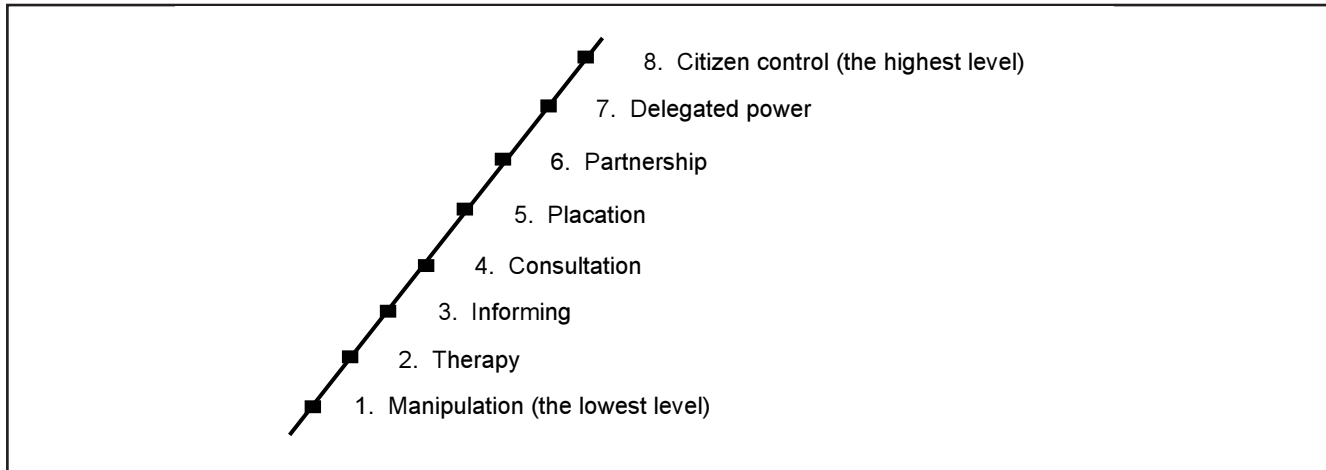 8. Citizen control (the highest level)
7. Delegated power
6. Partnership
5. Placation
4. Consultation
3. Informing
2. Therapy
1. Manipulation (the lowest level)